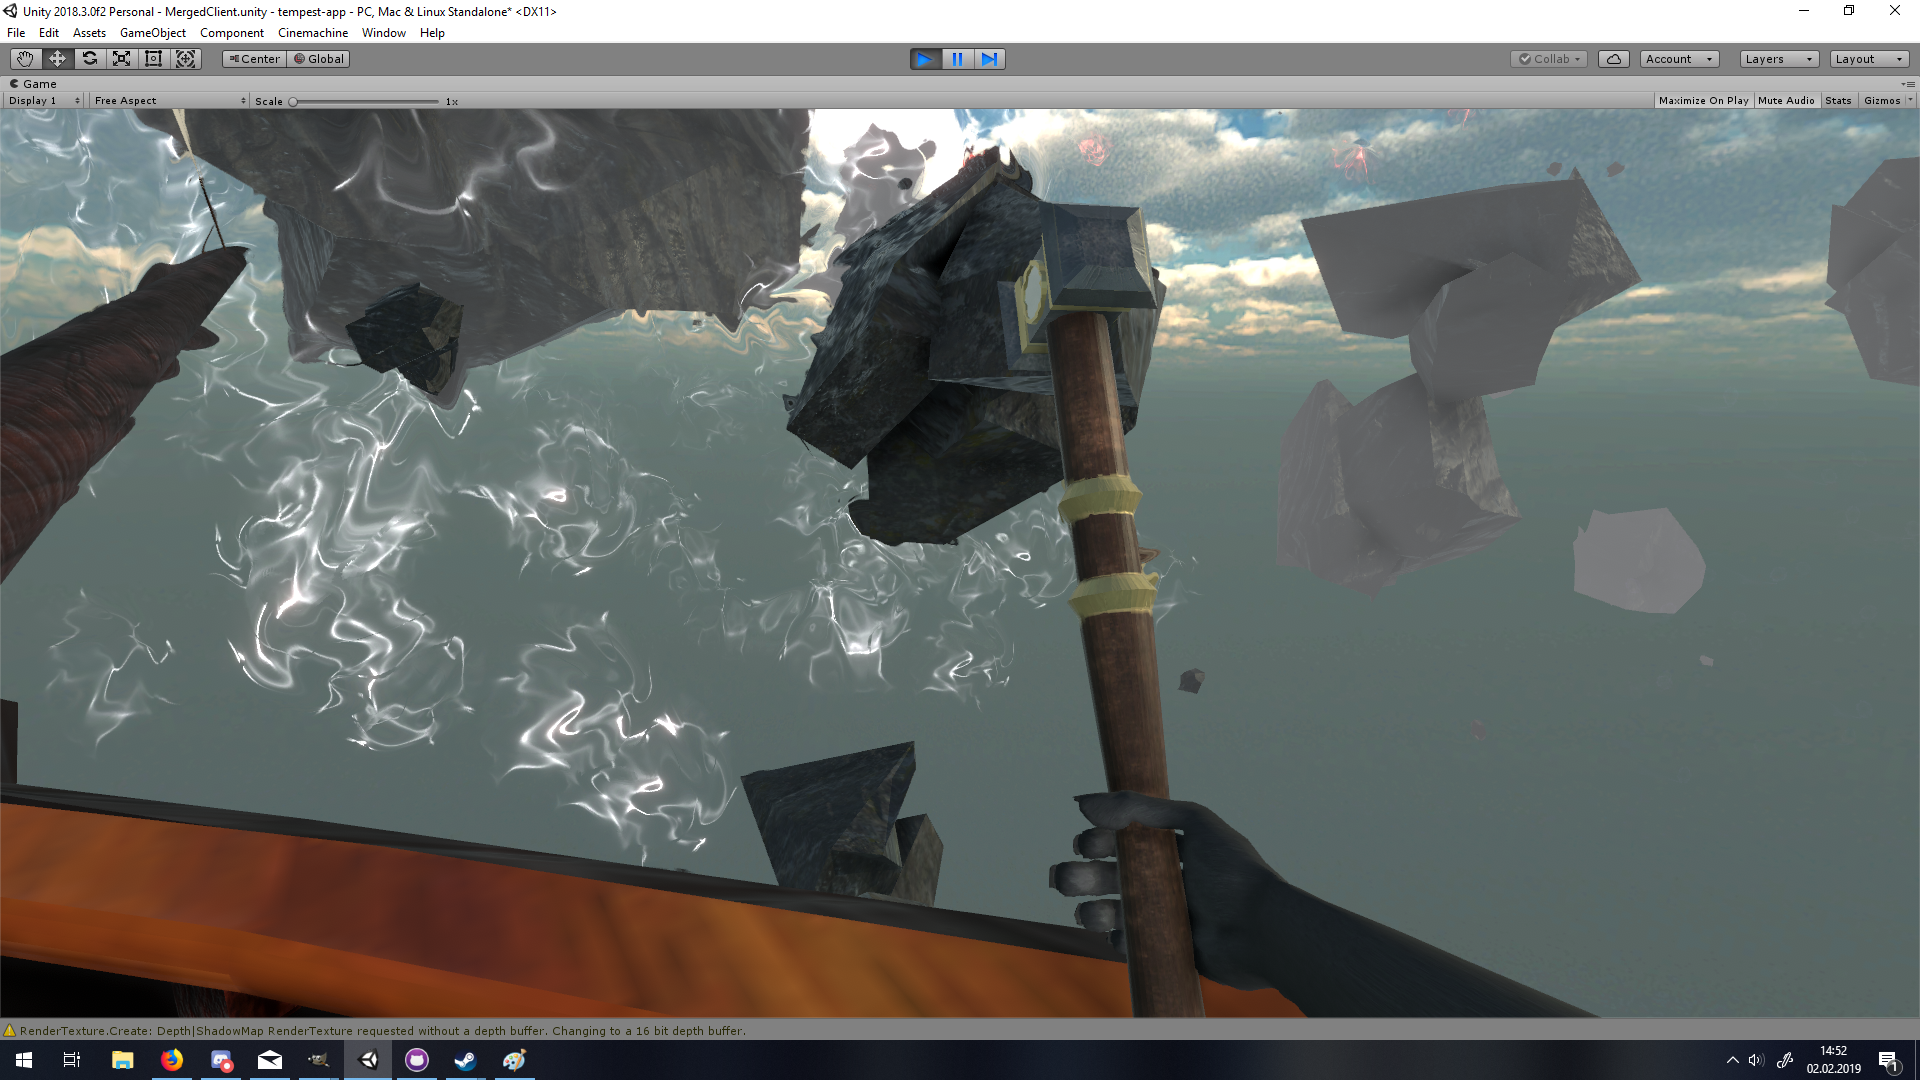 Unity 2018.3.0f2 Personal - MergedClient.unity - tempest-app - PC, Mac & Linux Standalone* <DX11>
File Edit Assets GameObject Component Cinemachine Window Help
Center Global Collab Account Layers Layout
Game
Display 1 Free Aspect Scale 1x Maximize On Play Mute Audio Stats Gizmos
RenderTexture.Create: Depth|ShadowMap RenderTexture requested without a depth buffer. Changing to a 16 bit depth buffer.
14:52
02.02.2019
1